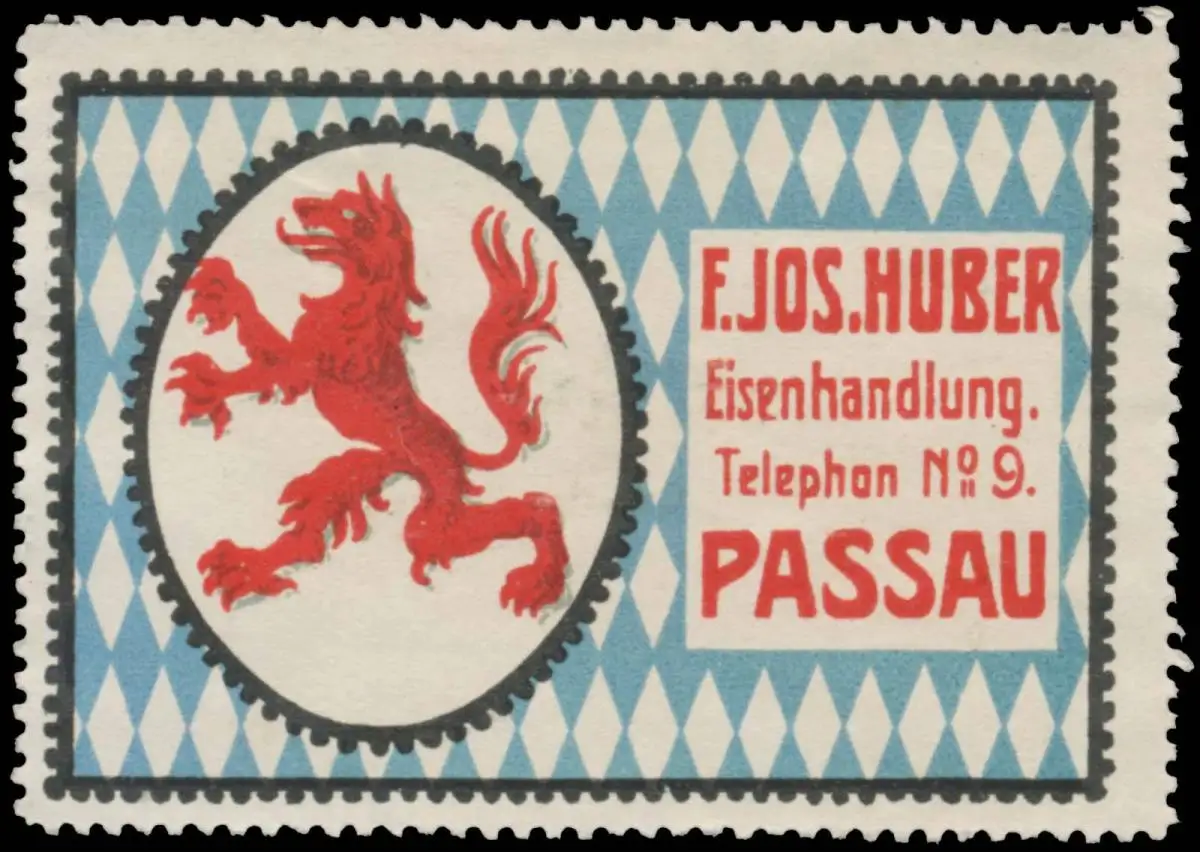 F. JOS. HUBER
Eisenhandlung.
Telephon Nº 9.
PASSAU